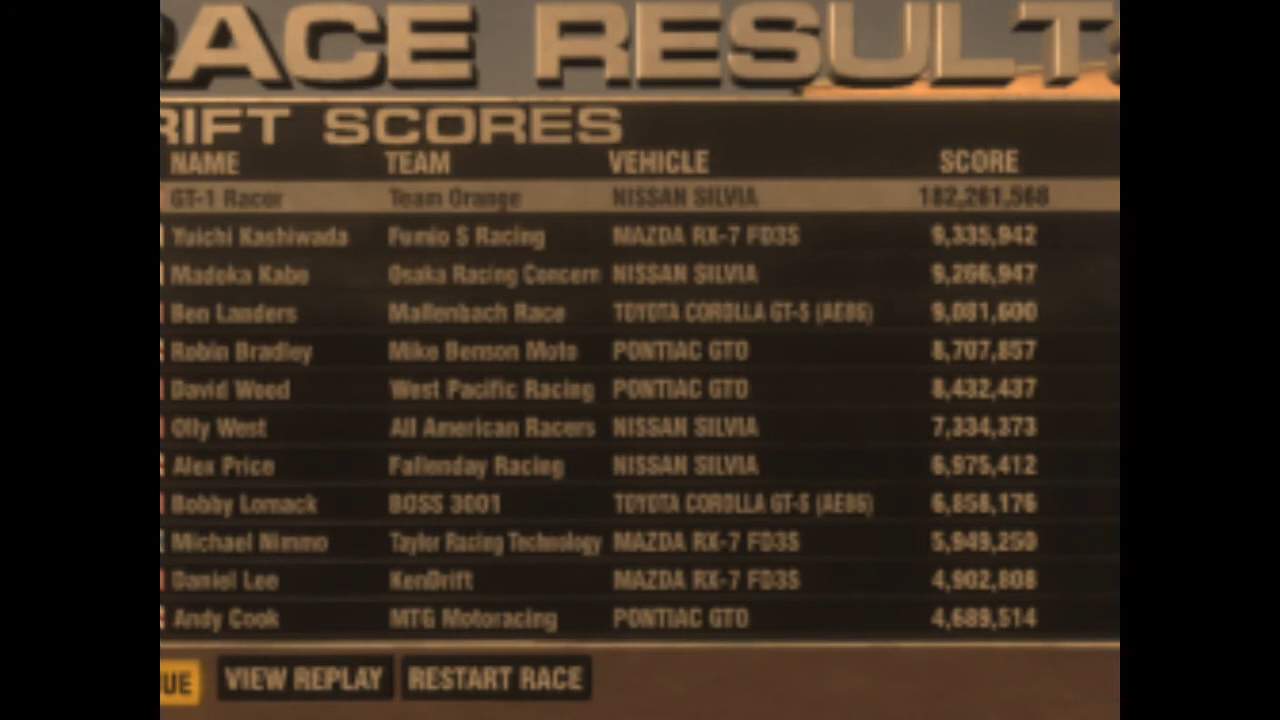 RACE RESULTS
DRIFT SCORES
NAME TEAM VEHICLE SCORE
GT-1 Racer Team Orange NISSAN SILVIA 182,261,568
Yuichi Kashiwada Fumio S Racing MAZDA RX-7 FD3S 9,335,942
Madoka Kabe Osaka Racing Concern NISSAN SILVIA 9,266,947
Ben Landers Mallenbach Race TOYOTA COROLLA GT-S (AE86) 9,081,600
Robin Bradley Mike Benson Moto PONTIAC GTO 8,707,857
David Weed West Pacific Racing PONTIAC GTO 8,432,437
Olly West All American Racers NISSAN SILVIA 7,334,373
Alex Price Fallenday Racing NISSAN SILVIA 6,975,412
Bobby Lomack BOSS 3001 TOYOTA COROLLA GT-S (AE86) 6,858,176
Michael Nimmo Taylor Racing Technology MAZDA RX-7 FD3S 5,949,250
Daniel Lee KenDrift MAZDA RX-7 FD3S 4,902,808
Andy Cook MTG Motoracing PONTIAC GTO 4,689,514
UE VIEW REPLAY RESTART RACE